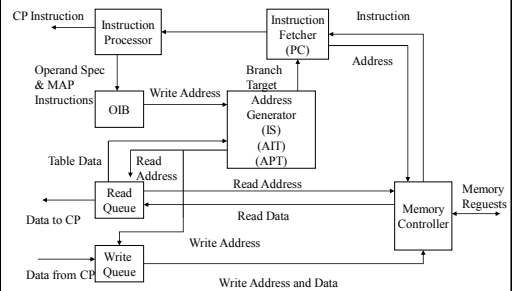 CP Instruction
Instruction
Processor
Instruction
Fetcher
(PC)
Instruction
Address
Operand Spec
& MAP
Instructions
Branch
Target
Write Address
OIB
Address
Generator
(IS)
(AIT)
(APT)
Table Data
Read
Address
Read
Queue
Read Address
Memory
Reguests
Data to CP
Read Data
Memory
Controller
Write Address
Write
Queue
Data from CP
Write Address and Data